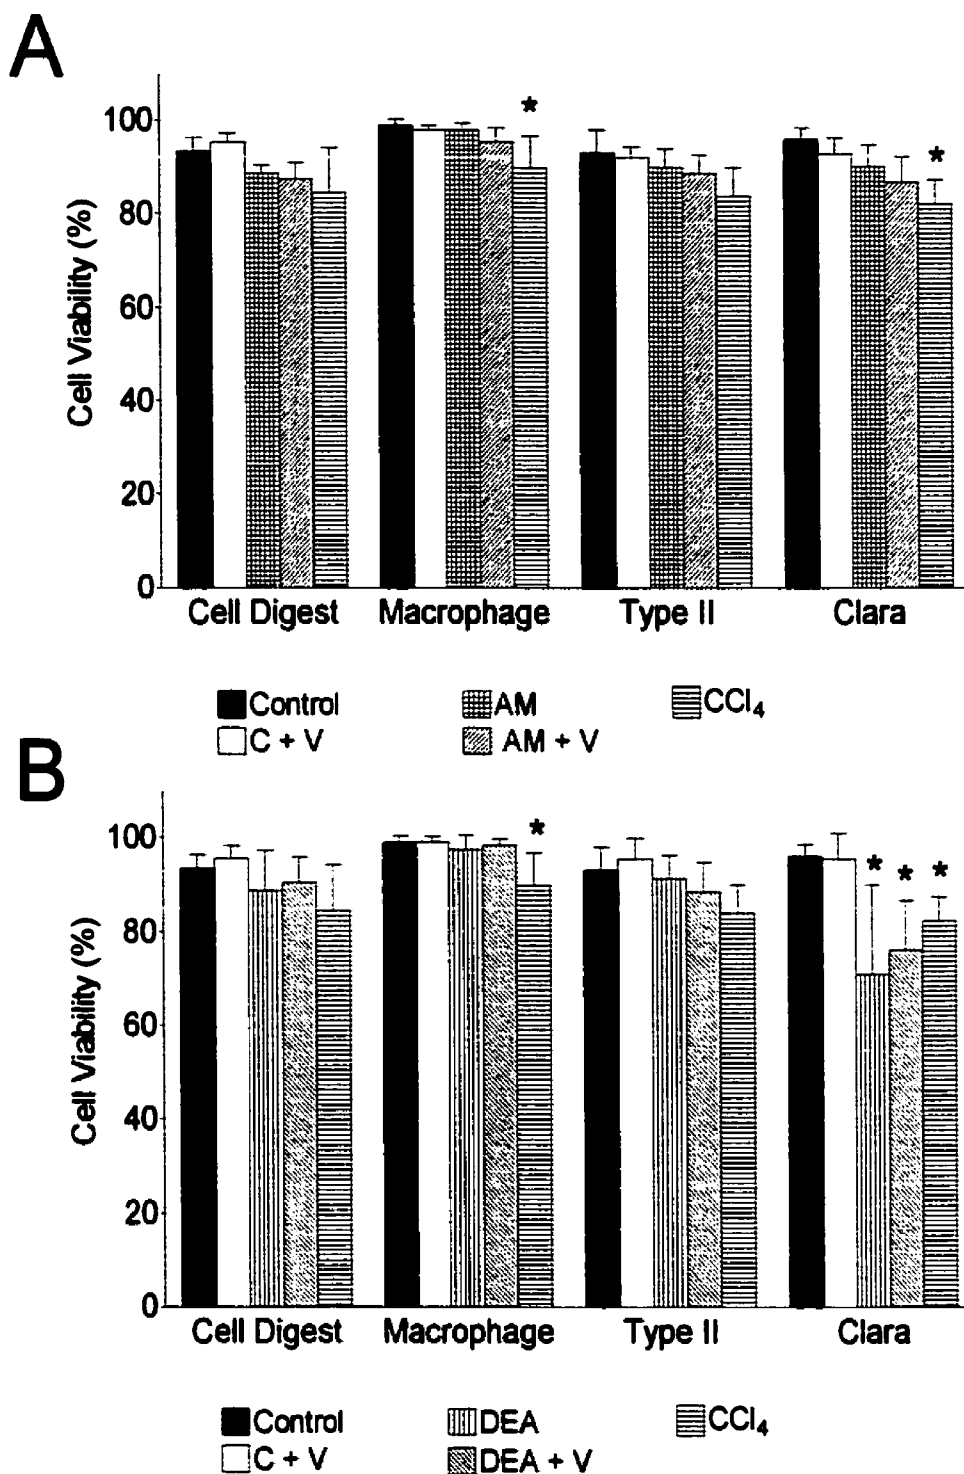 A
*
*
100
80
60
40
20
0
Cell Viability (%)
Cell Digest Macrophage Type II Clara
Control AM CCl₄
C + V AM + V
B
*
* * *
100
80
60
40
20
0
Cell Viability (%)
Cell Digest Macrophage Type II Clara
Control DEA CCl₄
C + V DEA + V